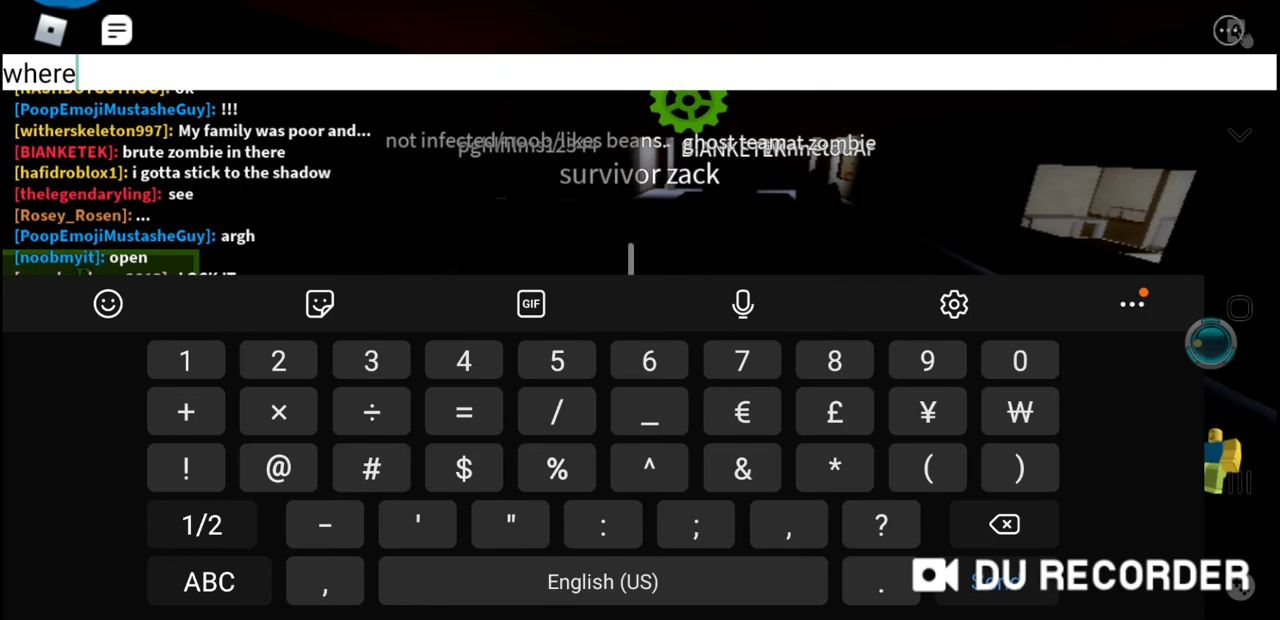 where
[PoopEmojiMustasheGuy]: !!!
[witherskeleton997]: My family was poor and...
[BIANKETEK]: brute zombie in there
[hafidroblox1]: i gotta stick to the shadow
[thelegendaryling]: see
[Rosey_Rosen]: ...
[PoopEmojiMustasheGuy]: argh
[noobmyit]: open
not infected/noob/likes beans..
ghost teamat zombie
survivor zack
GIF
1 2 3 4 5 6 7 8 9 0
+ × ÷ = / _ € £ ¥ ₩
! @ # $ % ^ & * ( )
1/2 - ' " : ; , ?
ABC , English (US) .
Send
DU RECORDER